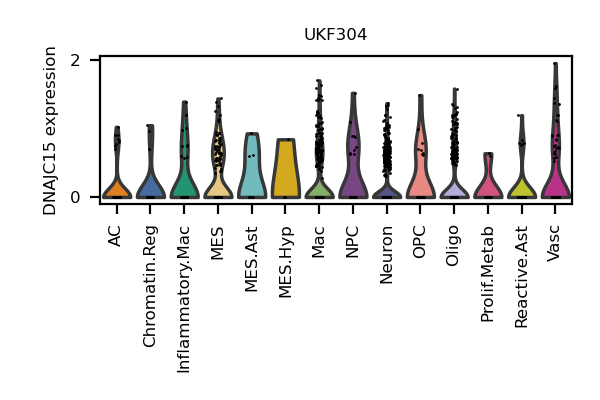 UKF304
DNAJC15 expression
2
0
AC
Chromatin.Reg
Inflammatory.Mac
MES
MES.Ast
MES.Hyp
Mac
NPC
Neuron
OPC
Oligo
Prolif.Metab
Reactive.Ast
Vasc